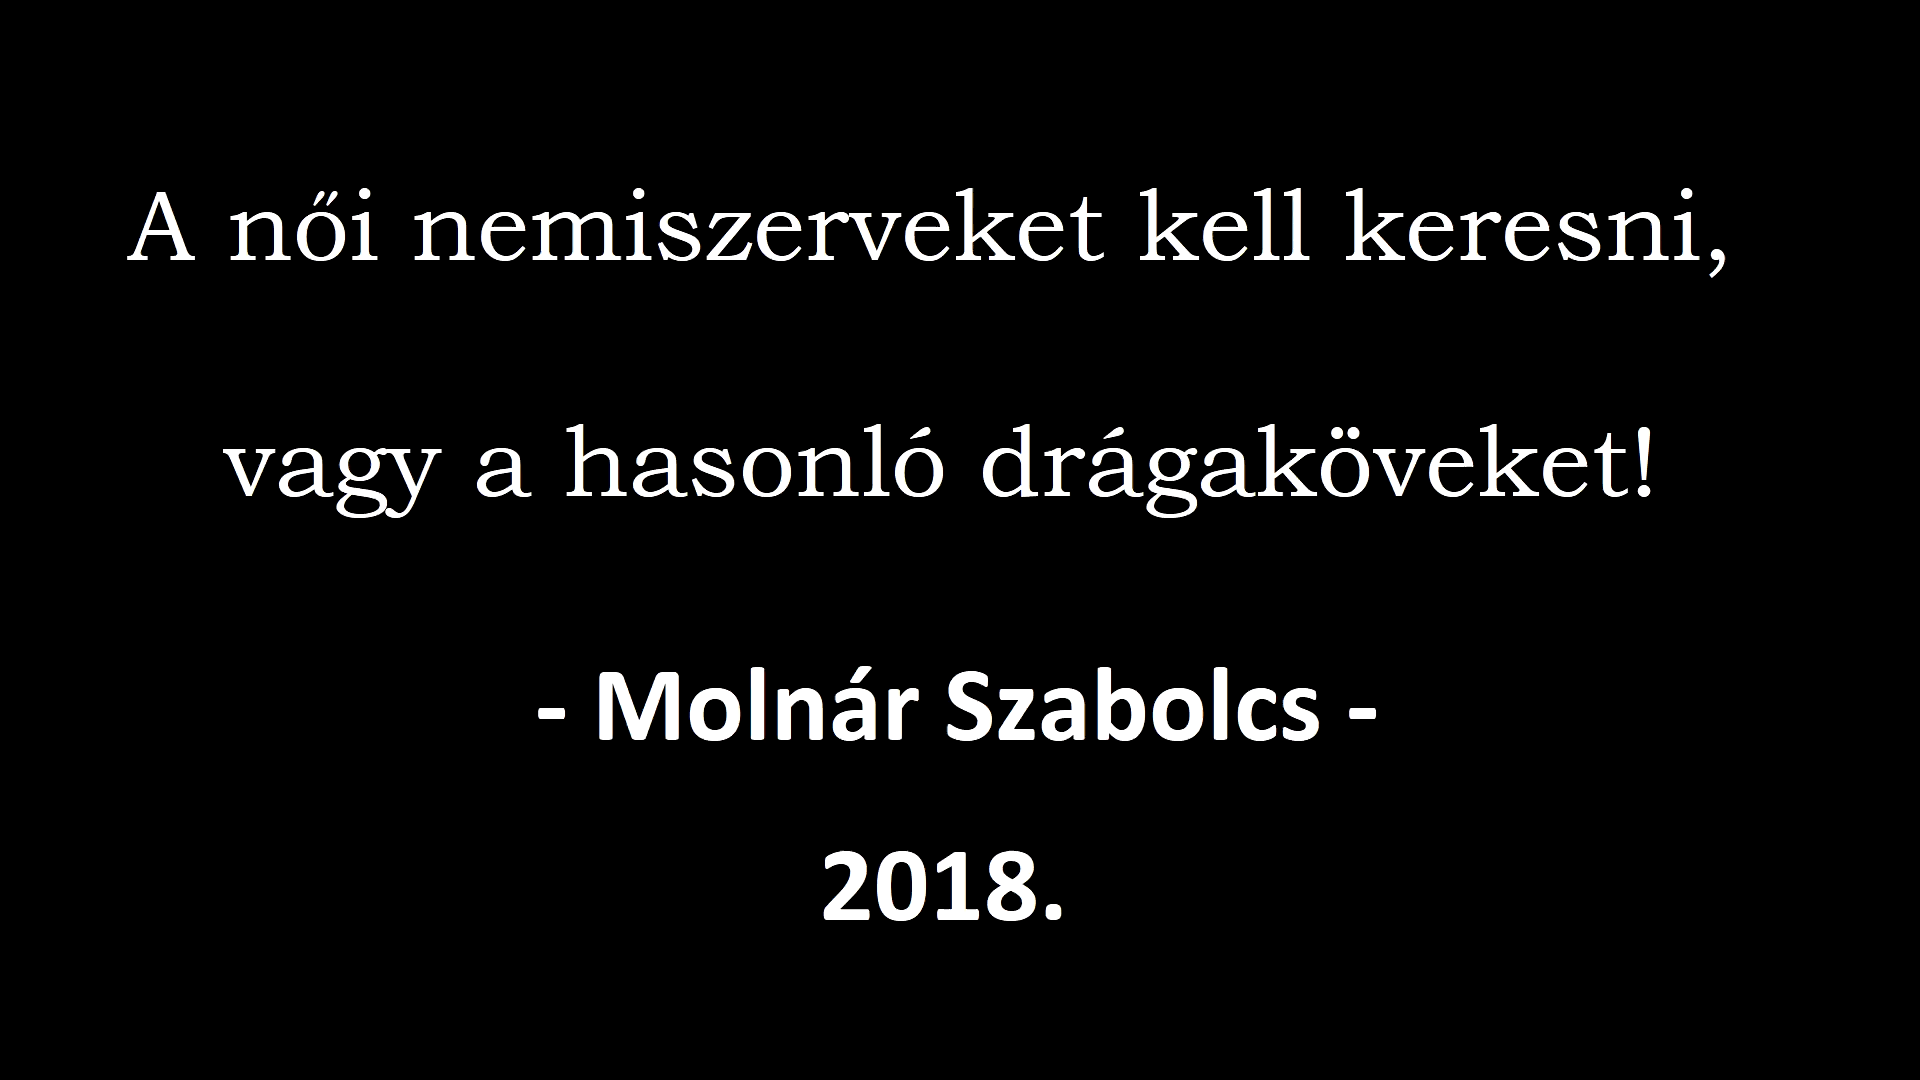 A női nemiszerveket kell keresni,
vagy a hasonló drágaköveket!
- Molnár Szabolcs -
2018.